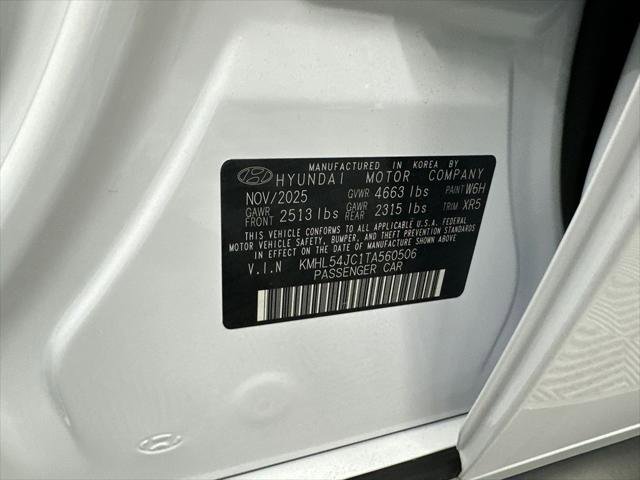 MANUFACTURED IN KOREA BY
HYUNDAI MOTOR COMPANY
NOV/2025 GVWR 4663 lbs PAINT W6H
GAWR FRONT 2513 lbs GAWR REAR 2315 lbs TRIM XR5
THIS VEHICLE CONFORMS TO ALL APPLICABLE U.S.A. FEDERAL
MOTOR VEHICLE SAFETY, BUMPER, AND THEFT PREVENTION STANDARDS
IN EFFECT ON THE DATE OF MANUFACTURE SHOWN ABOVE.
V.I.N KMHL54JC1TA560506
PASSENGER CAR